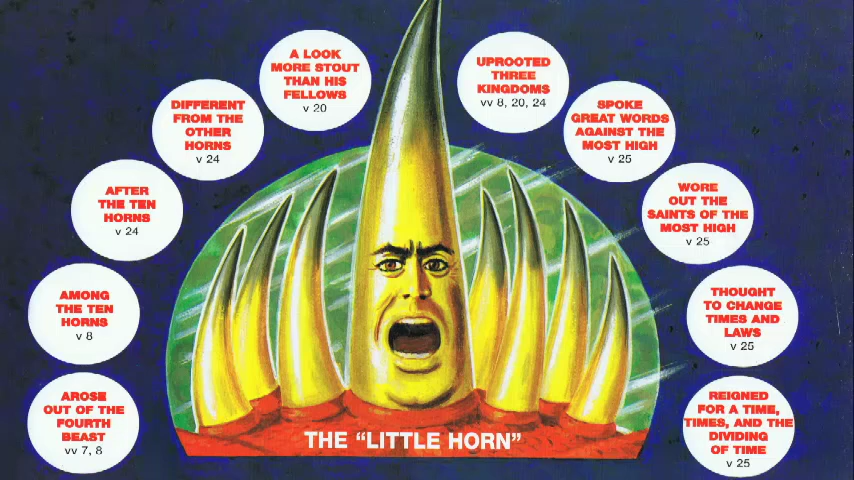 A LOOK
MORE STOUT
THAN HIS
FELLOWS
v 20
UPROOTED
THREE
KINGDOMS
vv 8, 20, 24
DIFFERENT
FROM THE
OTHER
HORNS
v 24
SPOKE
GREAT WORDS
AGAINST THE
MOST HIGH
v 25
AFTER
THE TEN
HORNS
v 24
WORE
OUT THE
SAINTS OF THE
MOST HIGH
v 25
AMONG
THE TEN
HORNS
v 8
THOUGHT
TO CHANGE
TIMES AND
LAWS
v 25
AROSE
OUT OF THE
FOURTH
BEAST
vv 7, 8
REIGNED
FOR A TIME,
TIMES, AND THE
DIVIDING
OF TIME
v 25
THE “LITTLE HORN”